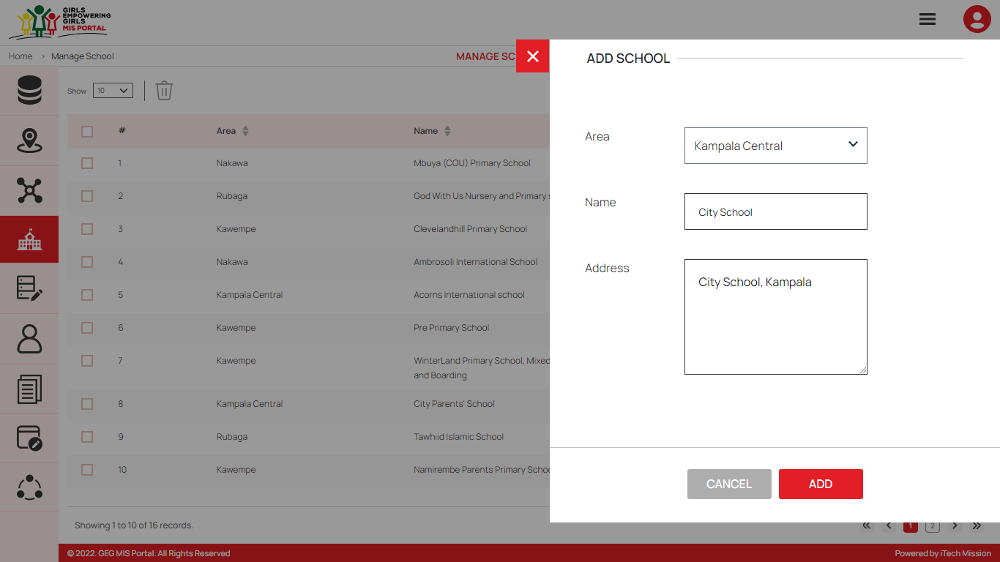 GIRLS
EMPOWERING
GIRLS
MIS PORTAL
Home > Manage School
MANAGE SC
Show 10
# Area Name
1 Nakawa Mbuya (COU) Primary School
2 Rubaga God With Us Nursery and Primary
3 Kawempe Clevelandhill Primary School
4 Nakawa Ambrosoli International School
5 Kampala Central Acorns International school
6 Kawempe Pre Primary School
7 Kawempe WinterLand Primary School, Mixed
and Boarding
8 Kampala Central City Parents' School
9 Rubaga Tawhiid Islamic School
10 Kawempe Namirembe Parents Primary Schoo
Showing 1 to 10 of 16 records.
« < 1 2 > »
© 2022. GEG MIS Portal. All Rights Reserved
Powered by iTech Mission
ADD SCHOOL
Area Kampala Central
Name City School
Address City School, Kampala
CANCEL ADD